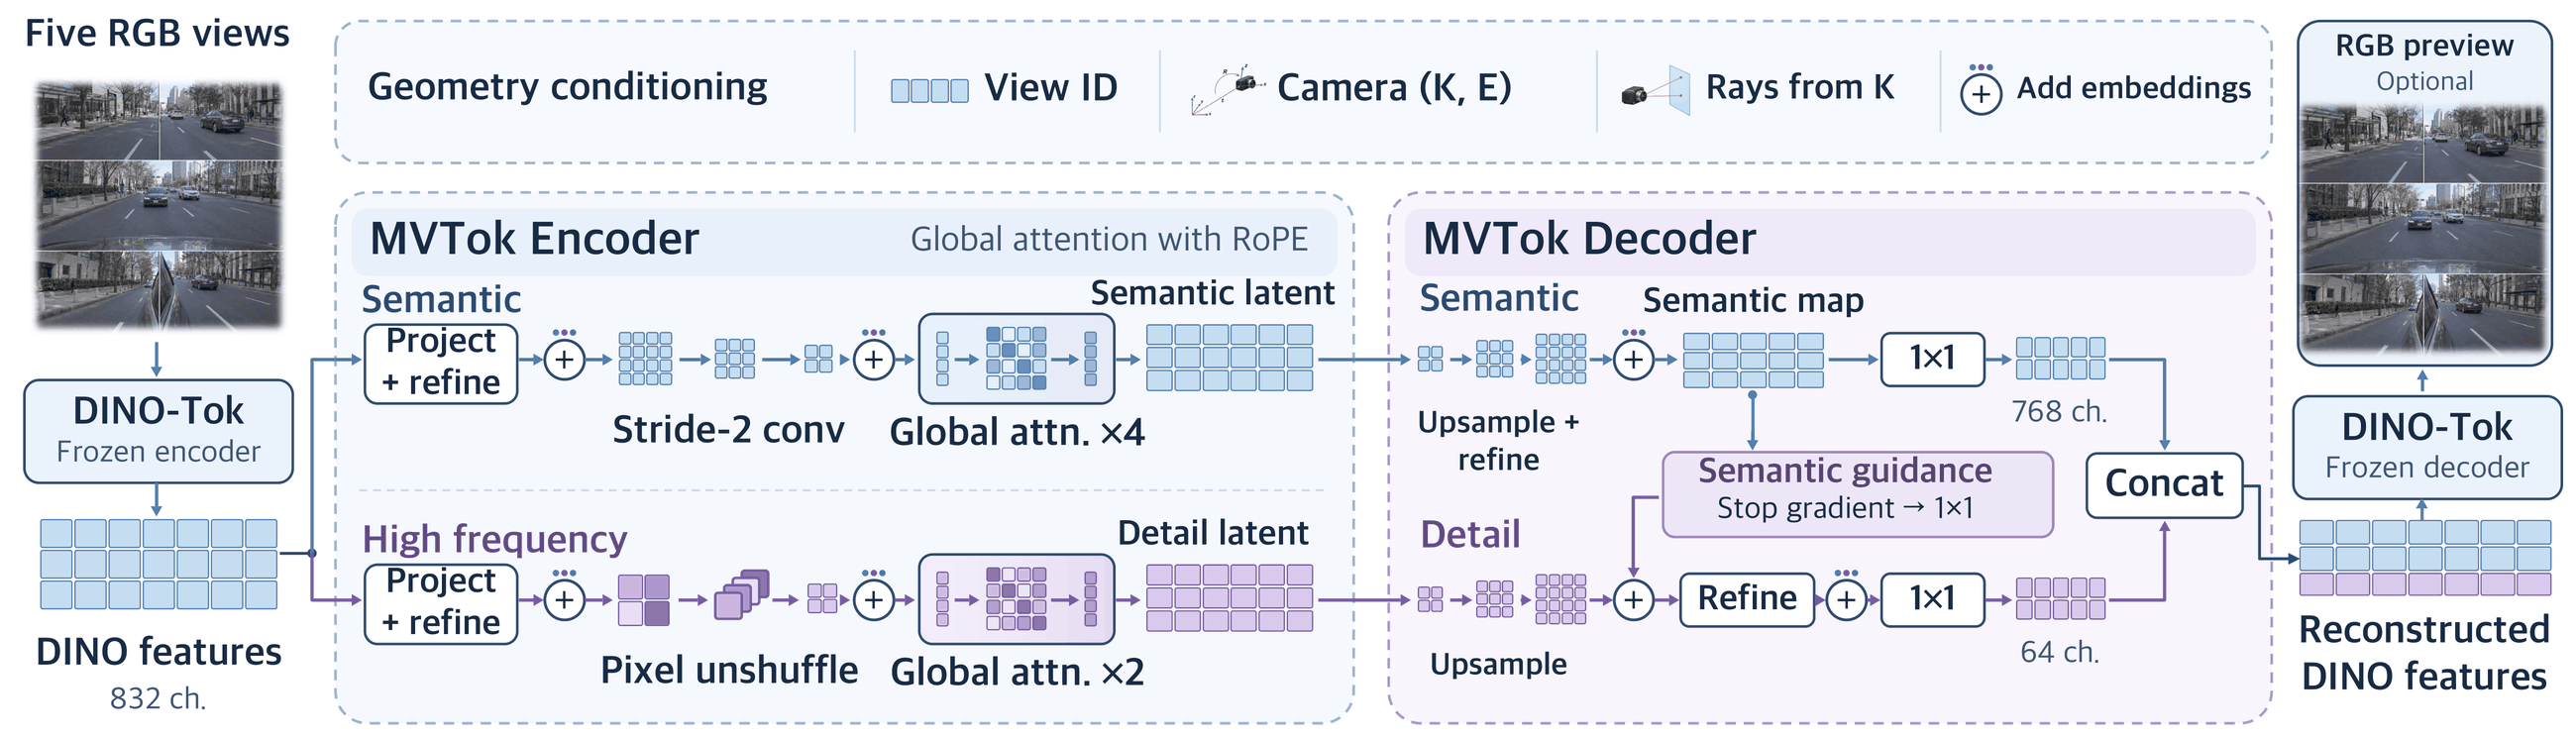 Five RGB views
DINO-Tok
Frozen encoder
DINO features
832 ch.
Geometry conditioning
View ID
Camera (K, E)
Rays from K
Add embeddings
MVTok Encoder
Global attention with RoPE
Semantic
Project
+ refine
Stride-2 conv
Global attn. ×4
Semantic latent
High frequency
Project
+ refine
Pixel unshuffle
Global attn. ×2
Detail latent
MVTok Decoder
Semantic
Upsample +
refine
Semantic map
1×1
768 ch.
Semantic guidance
Stop gradient → 1×1
Concat
Detail
Upsample
Refine
1×1
64 ch.
RGB preview
Optional
DINO-Tok
Frozen decoder
Reconstructed
DINO features